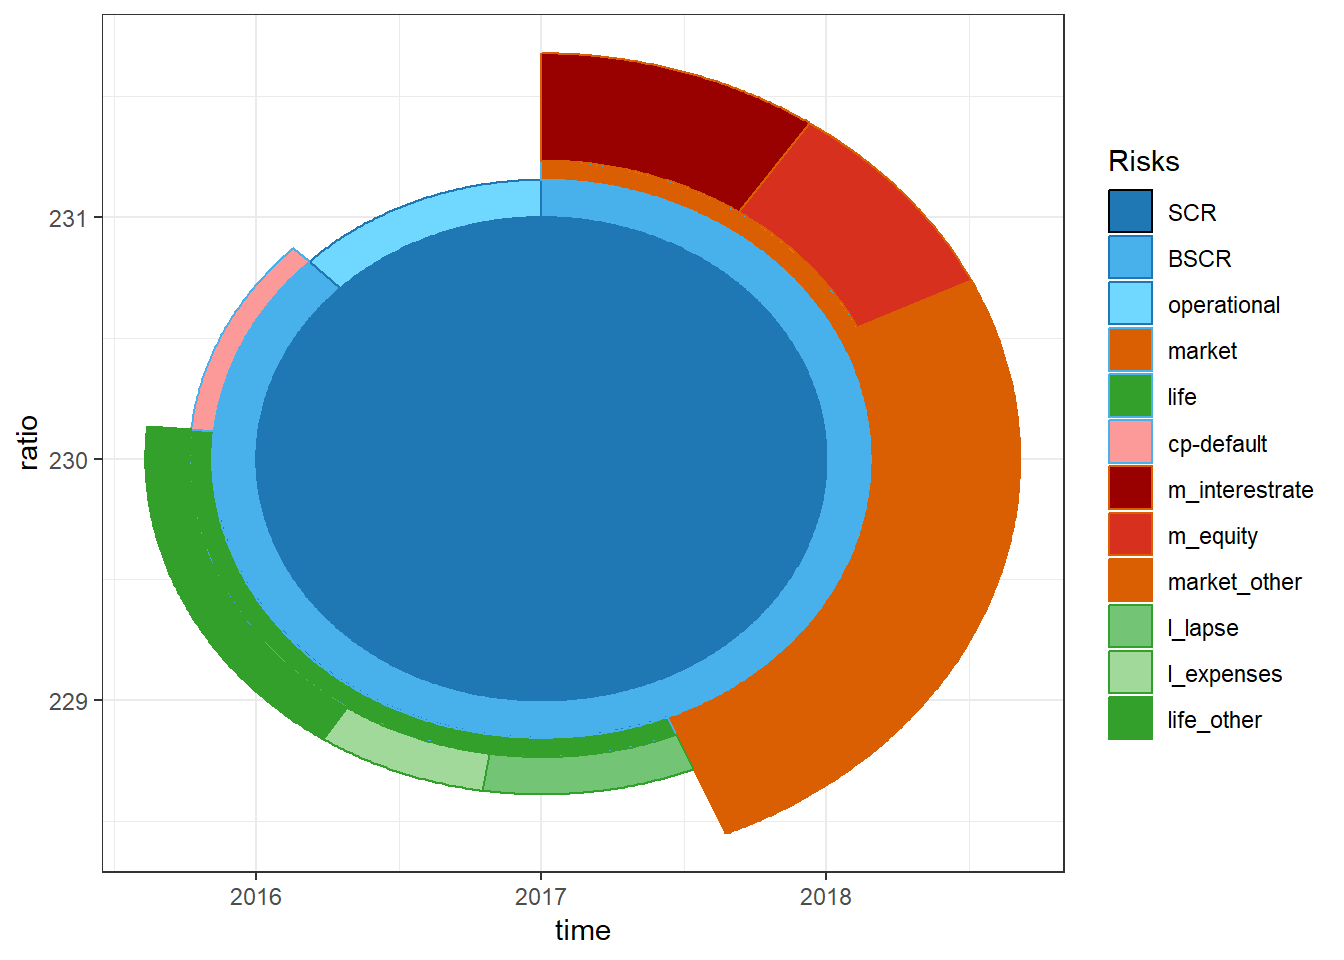 231
230
229
ratio
2016
2017
2018
time
Risks
SCR
BSCR
operational
market
life
cp-default
m_interestrate
m_equity
market_other
l_lapse
l_expenses
life_other